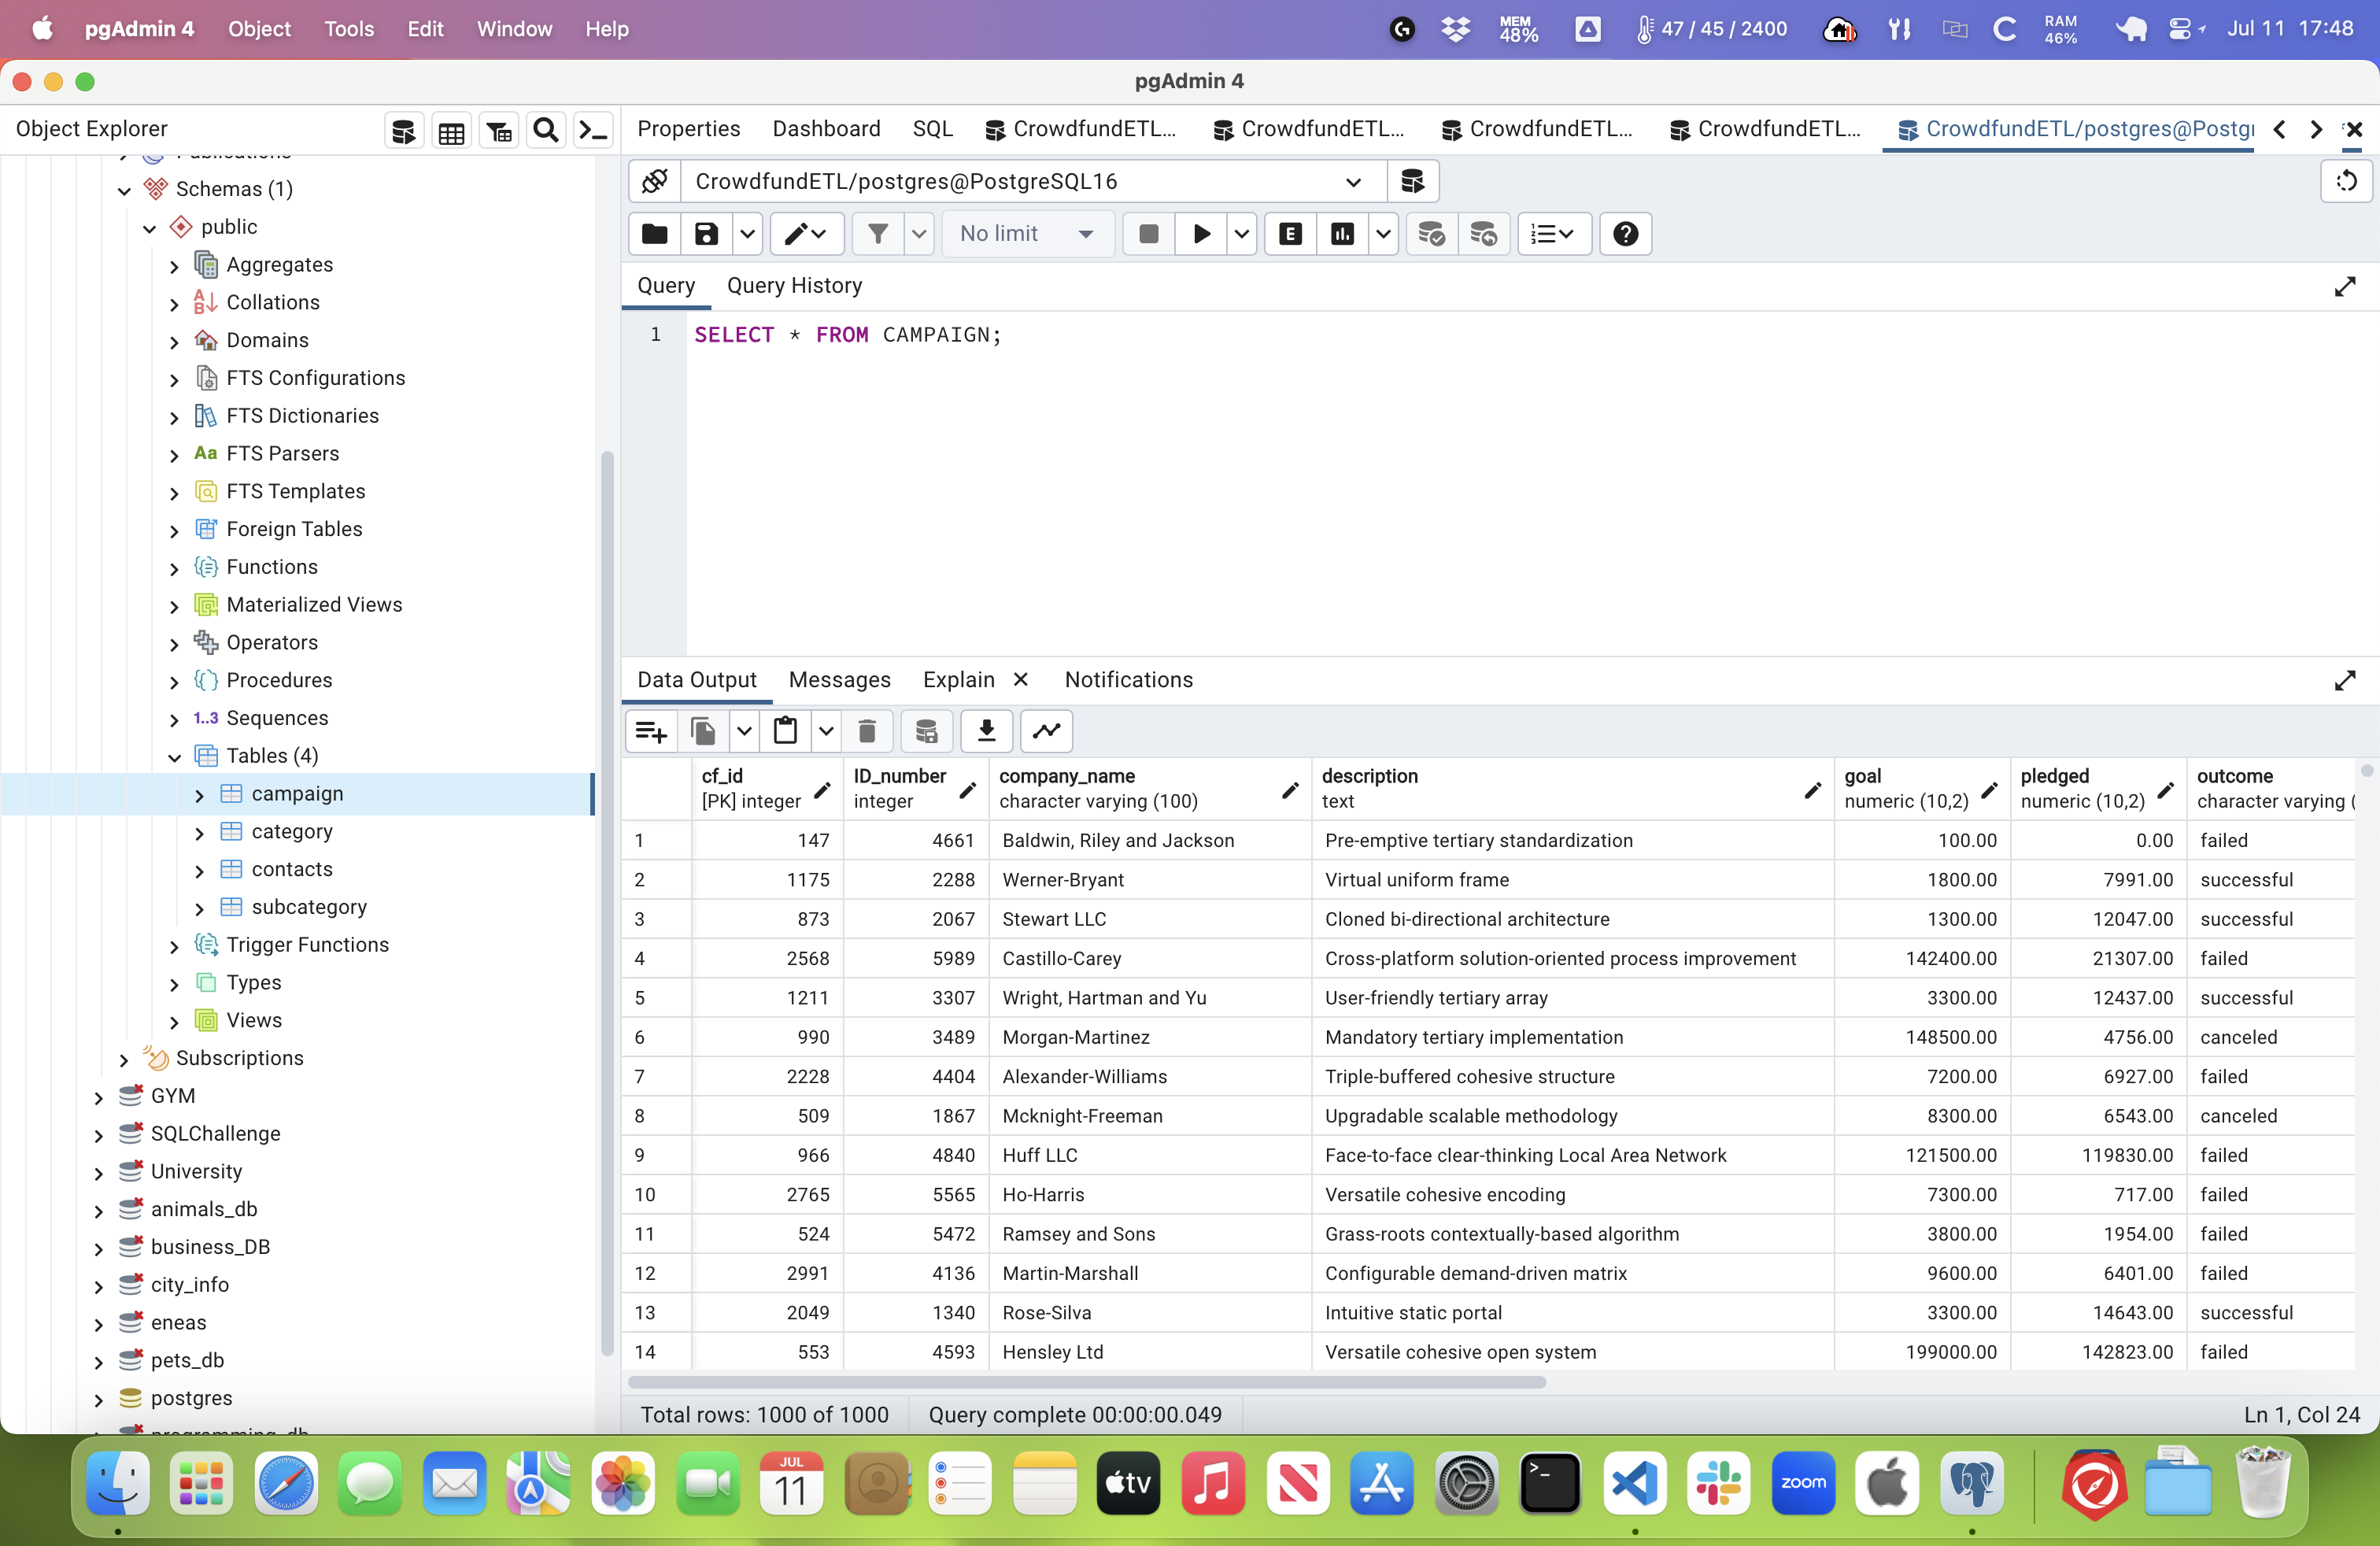 pgAdmin 4 Object Tools Edit Window Help MEM 48% 47 / 45 / 2400 RAM 46% Jul 11 17:48
pgAdmin 4
Object Explorer
Properties Dashboard SQL CrowdfundETL... CrowdfundETL... CrowdfundETL... CrowdfundETL... CrowdfundETL/postgres@Postgr
Schemas (1)
public
Aggregates
Collations
Domains
FTS Configurations
FTS Dictionaries
Aa FTS Parsers
FTS Templates
Foreign Tables
Functions
Materialized Views
Operators
Procedures
1..3 Sequences
Tables (4)
campaign
category
contacts
subcategory
Trigger Functions
Types
Views
Subscriptions
GYM
SQLChallenge
University
animals_db
business_DB
city_info
eneas
pets_db
postgres
CrowdfundETL/postgres@PostgreSQL16
No limit
E
Query Query History
1 SELECT * FROM CAMPAIGN;
Data Output Messages Explain Notifications
cf_id ID_number company_name description goal pledged outcome
[PK] integer integer character varying (100) text numeric (10,2) numeric (10,2) character varying (
1 147 4661 Baldwin, Riley and Jackson Pre-emptive tertiary standardization 100.00 0.00 failed
2 1175 2288 Werner-Bryant Virtual uniform frame 1800.00 7991.00 successful
3 873 2067 Stewart LLC Cloned bi-directional architecture 1300.00 12047.00 successful
4 2568 5989 Castillo-Carey Cross-platform solution-oriented process improvement 142400.00 21307.00 failed
5 1211 3307 Wright, Hartman and Yu User-friendly tertiary array 3300.00 12437.00 successful
6 990 3489 Morgan-Martinez Mandatory tertiary implementation 148500.00 4756.00 canceled
7 2228 4404 Alexander-Williams Triple-buffered cohesive structure 7200.00 6927.00 failed
8 509 1867 Mcknight-Freeman Upgradable scalable methodology 8300.00 6543.00 canceled
9 966 4840 Huff LLC Face-to-face clear-thinking Local Area Network 121500.00 119830.00 failed
10 2765 5565 Ho-Harris Versatile cohesive encoding 7300.00 717.00 failed
11 524 5472 Ramsey and Sons Grass-roots contextually-based algorithm 3800.00 1954.00 failed
12 2991 4136 Martin-Marshall Configurable demand-driven matrix 9600.00 6401.00 failed
13 2049 1340 Rose-Silva Intuitive static portal 3300.00 14643.00 successful
14 553 4593 Hensley Ltd Versatile cohesive open system 199000.00 142823.00 failed
Total rows: 1000 of 1000 Query complete 00:00:00.049 Ln 1, Col 24
JUL
11
tv
zoom